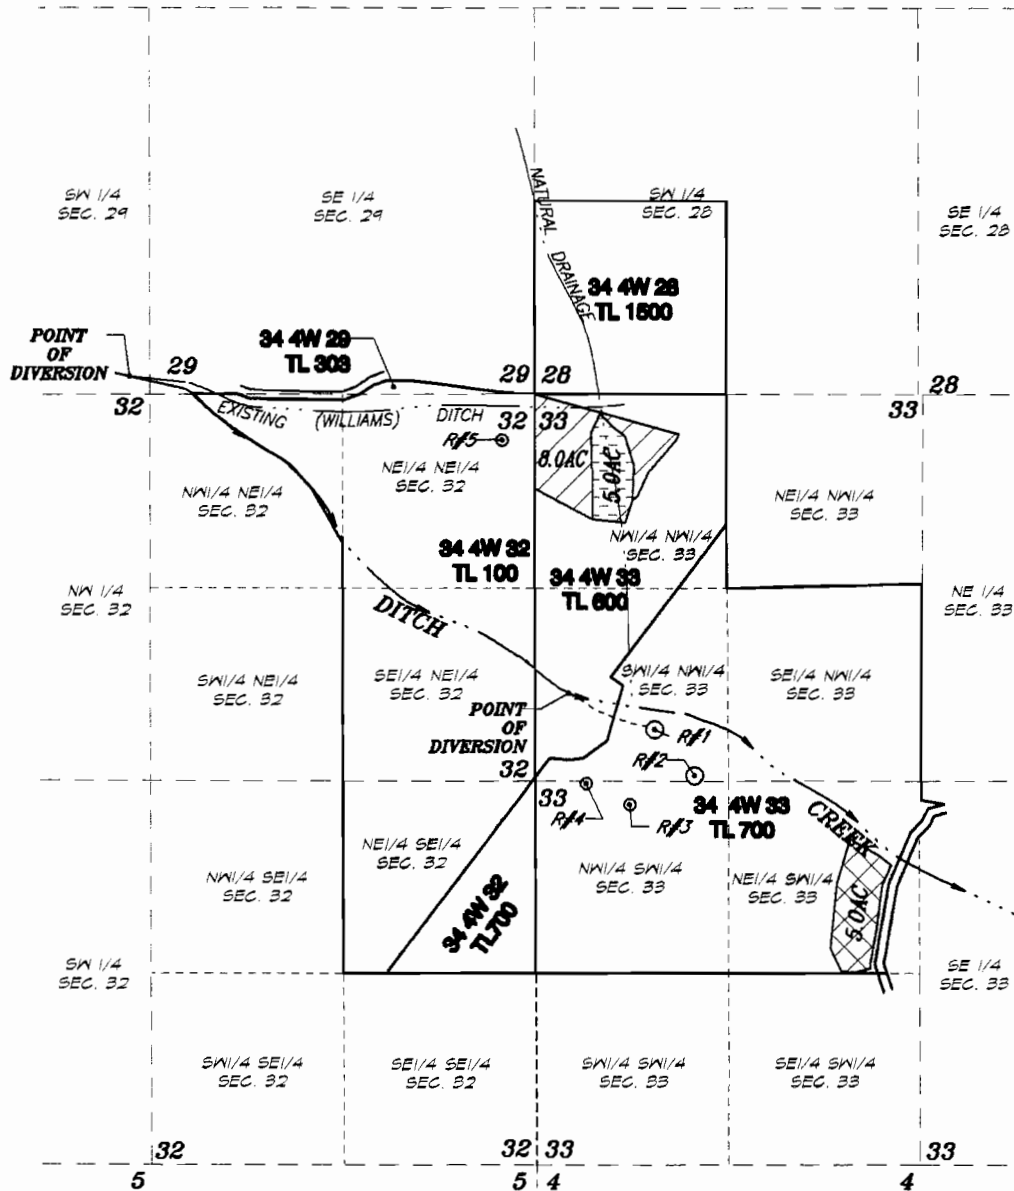 SW 1/4
SEC. 29
SE 1/4
SEC. 29
NATURAL DRAINAGE
SW 1/4
SEC. 28
SE 1/4
SEC. 28
34 4W 28
TL 1500
POINT
OF
DIVERSION
34 4W 29
TL 303
29
29 28
28
32
EXISTING (WILLIAMS) DITCH
32 33
33
R#5
8.0AC
5.0AC
NE1/4 NE1/4
SEC. 32
NW1/4 NE1/4
SEC. 32
NE1/4 NW1/4
SEC. 33
NW1/4 NW1/4
SEC. 33
34 4W 32
TL 100
34 4W 33
TL 600
NW 1/4
SEC. 32
NE 1/4
SEC. 33
DITCH
SW1/4 NE1/4
SEC. 32
SE1/4 NE1/4
SEC. 32
SW1/4 NW1/4
SEC. 33
SE1/4 NW1/4
SEC. 33
POINT
OF
DIVERSION
R#1
R#2
32
33
R#4
R#3
34 4W 33
TL 700
CREEK
NE1/4 SE1/4
SEC. 32
NW1/4 SE1/4
SEC. 32
NW1/4 SW1/4
SEC. 33
NE1/4 SW1/4
SEC. 33
5.0AC
34 4W 32
TL700
SW 1/4
SEC. 32
SE 1/4
SEC. 33
SW1/4 SE1/4
SEC. 32
SE1/4 SE1/4
SEC. 32
SW1/4 SW1/4
SEC. 33
SE1/4 SW1/4
SEC. 33
32
32 33
33
5
5 4
4